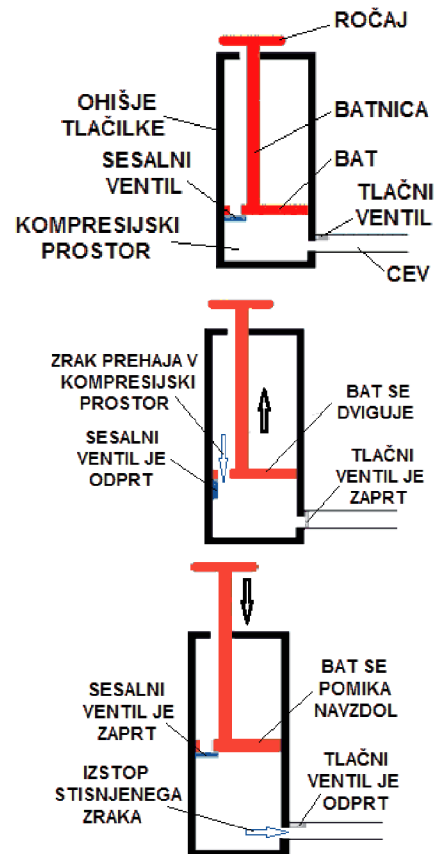 ROČAJ
OHIŠJE
TLAČILKE
BATNICA
SESALNI
VENTIL
BAT
TLAČNI
VENTIL
KOMPRESIJSKI
PROSTOR
CEV
ZRAK PREHAJA V
KOMPRESIJSKI
PROSTOR
BAT SE
DVIGUJE
SESALNI
VENTIL JE
ODPRT
TLAČNI
VENTIL JE
ZAPRT
BAT SE
POMIKA
NAVZDOL
SESALNI
VENTIL JE
ZAPRT
IZSTOP
STISNJENEGA
ZRAKA
TLAČNI
VENTIL JE
ODPRT